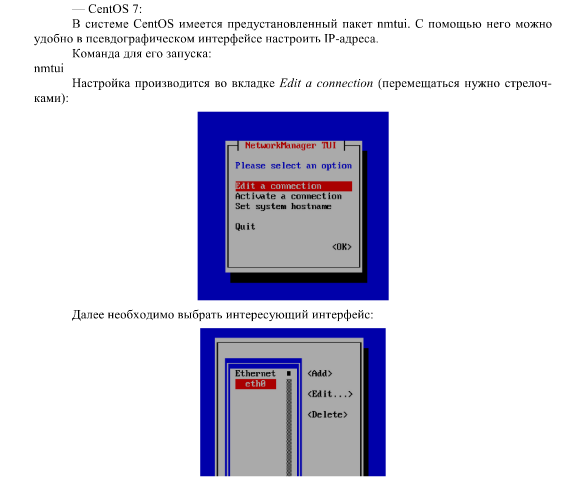 — CentOS 7:
В системе CentOS имеется предустановленный пакет nmtui. С помощью него можно
удобно в псевдографическом интерфейсе настроить IP-адреса.
Команда для его запуска:
nmtui
Настройка производится во вкладке Edit a connection (перемещаться нужно стрелоч-
ками):
NetworkManager TUI
Please select an option
Edit a connection
Activate a connection
Set system hostname
Quit
<OK>
Далее необходимо выбрать интересующий интерфейс:
Ethernet
eth0
<Add>
<Edit...>
<Delete>